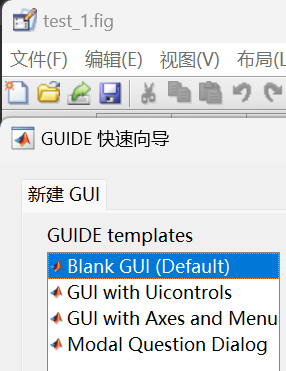 test_1.fig
文件(F) 编辑(E) 视图(V) 布局(L
GUIDE 快速向导
新建 GUI
GUIDE templates
Blank GUI (Default)
GUI with Uicontrols
GUI with Axes and Menu
Modal Question Dialog